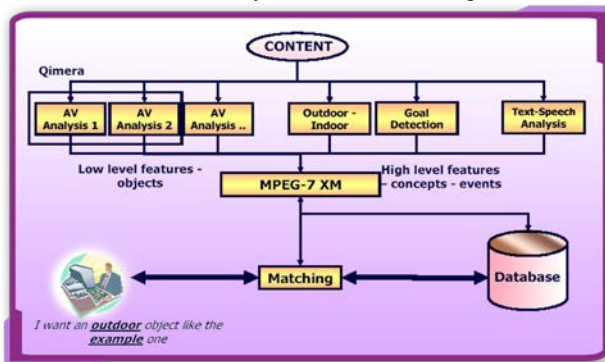 CONTENT
Qimera
AV
Analysis 1
AV
Analysis 2
AV
Analysis ..
Outdoor -
Indoor
Goal
Detection
Text-Speech
Analysis
Low level features -
objects
High level features
- concepts - events
MPEG-7 XM
Matching
Database
I want an outdoor object like the
example one